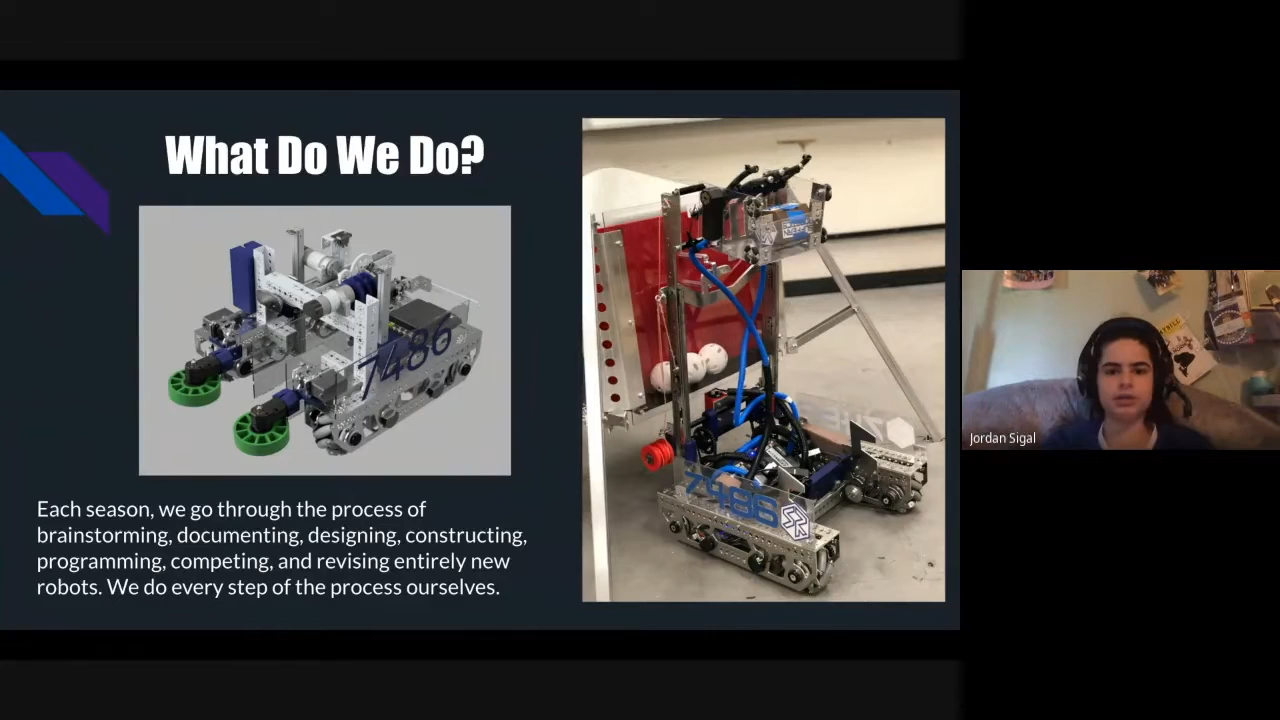 What Do We Do?
7486
7486
Each season, we go through the process of
brainstorming, documenting, designing, constructing,
programming, competing, and revising entirely new
robots. We do every step of the process ourselves.
Jordan Sigal